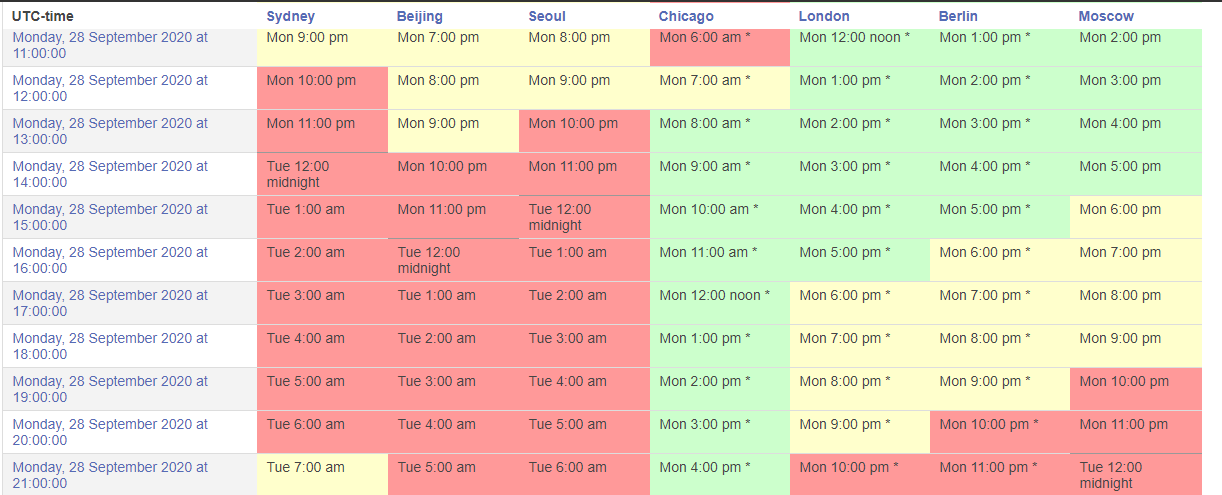 UTC-time Sydney Beijing Seoul Chicago London Berlin Moscow
Monday, 28 September 2020 at Mon 9:00 pm Mon 7:00 pm Mon 8:00 pm Mon 6:00 am * Mon 12:00 noon * Mon 1:00 pm * Mon 2:00 pm
11:00:00
Monday, 28 September 2020 at Mon 10:00 pm Mon 8:00 pm Mon 9:00 pm Mon 7:00 am * Mon 1:00 pm * Mon 2:00 pm * Mon 3:00 pm
12:00:00
Monday, 28 September 2020 at Mon 11:00 pm Mon 9:00 pm Mon 10:00 pm Mon 8:00 am * Mon 2:00 pm * Mon 3:00 pm * Mon 4:00 pm
13:00:00
Monday, 28 September 2020 at Tue 12:00 Mon 10:00 pm Mon 11:00 pm Mon 9:00 am * Mon 3:00 pm * Mon 4:00 pm * Mon 5:00 pm
14:00:00 midnight
Monday, 28 September 2020 at Tue 1:00 am Mon 11:00 pm Tue 12:00 Mon 10:00 am * Mon 4:00 pm * Mon 5:00 pm * Mon 6:00 pm
15:00:00 midnight
Monday, 28 September 2020 at Tue 2:00 am Tue 12:00 Tue 1:00 am Mon 11:00 am * Mon 5:00 pm * Mon 6:00 pm * Mon 7:00 pm
16:00:00 midnight
Monday, 28 September 2020 at Tue 3:00 am Tue 1:00 am Tue 2:00 am Mon 12:00 noon * Mon 6:00 pm * Mon 7:00 pm * Mon 8:00 pm
17:00:00
Monday, 28 September 2020 at Tue 4:00 am Tue 2:00 am Tue 3:00 am Mon 1:00 pm * Mon 7:00 pm * Mon 8:00 pm * Mon 9:00 pm
18:00:00
Monday, 28 September 2020 at Tue 5:00 am Tue 3:00 am Tue 4:00 am Mon 2:00 pm * Mon 8:00 pm * Mon 9:00 pm * Mon 10:00 pm
19:00:00
Monday, 28 September 2020 at Tue 6:00 am Tue 4:00 am Tue 5:00 am Mon 3:00 pm * Mon 9:00 pm * Mon 10:00 pm * Mon 11:00 pm
20:00:00
Monday, 28 September 2020 at Tue 7:00 am Tue 5:00 am Tue 6:00 am Mon 4:00 pm * Mon 10:00 pm * Mon 11:00 pm * Tue 12:00
21:00:00 midnight